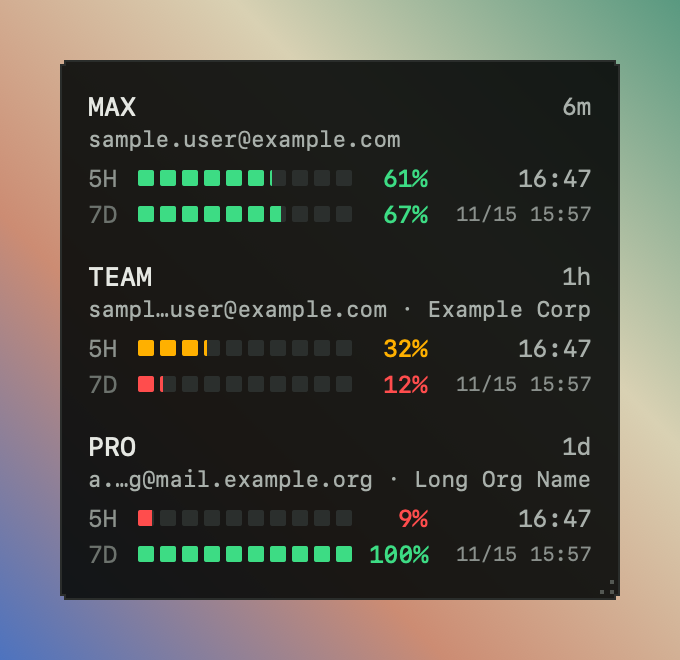 MAX 6m
sample.user@example.com
5H 61% 16:47
7D 67% 11/15 15:57
TEAM 1h
sampl…user@example.com · Example Corp
5H 32% 16:47
7D 12% 11/15 15:57
PRO 1d
a.…g@mail.example.org · Long Org Name
5H 9% 16:47
7D 100% 11/15 15:57